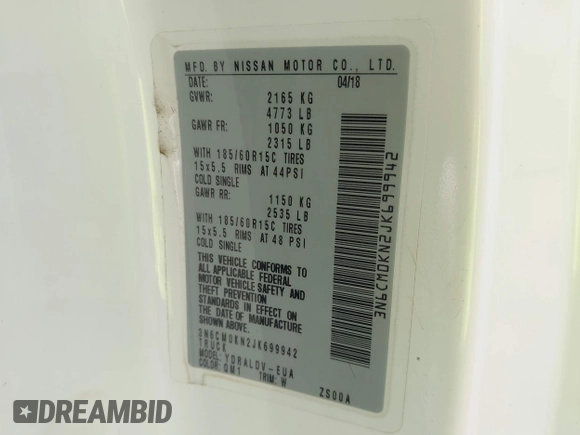 MFD. BY NISSAN MOTOR CO., LTD.
DATE: 04/18
GVWR: 2165 KG
4773 LB
GAWR FR: 1050 KG
2315 LB
WITH 185/60R15C TIRES
15x5.5 RIMS AT 44PSI
COLD SINGLE
GAWR RR: 1150 KG
2535 LB
WITH 185/60R15C TIRES
15x5.5 RIMS AT 48 PSI
COLD SINGLE
THIS VEHICLE CONFORMS TO
ALL APPLICABLE FEDERAL
MOTOR VEHICLE SAFETY AND
THEFT PREVENTION
STANDARDS IN EFFECT ON
THE DATE OF MANUFACTURE
SHOWN ABOVE.
3N6CM0KN2JK699942
TRUCK
MODEL: YDRALDV-EUA
COLOR: QM1 TRIM: W
ZS00A
3N6CM0KN2JK699942
DREAMBID